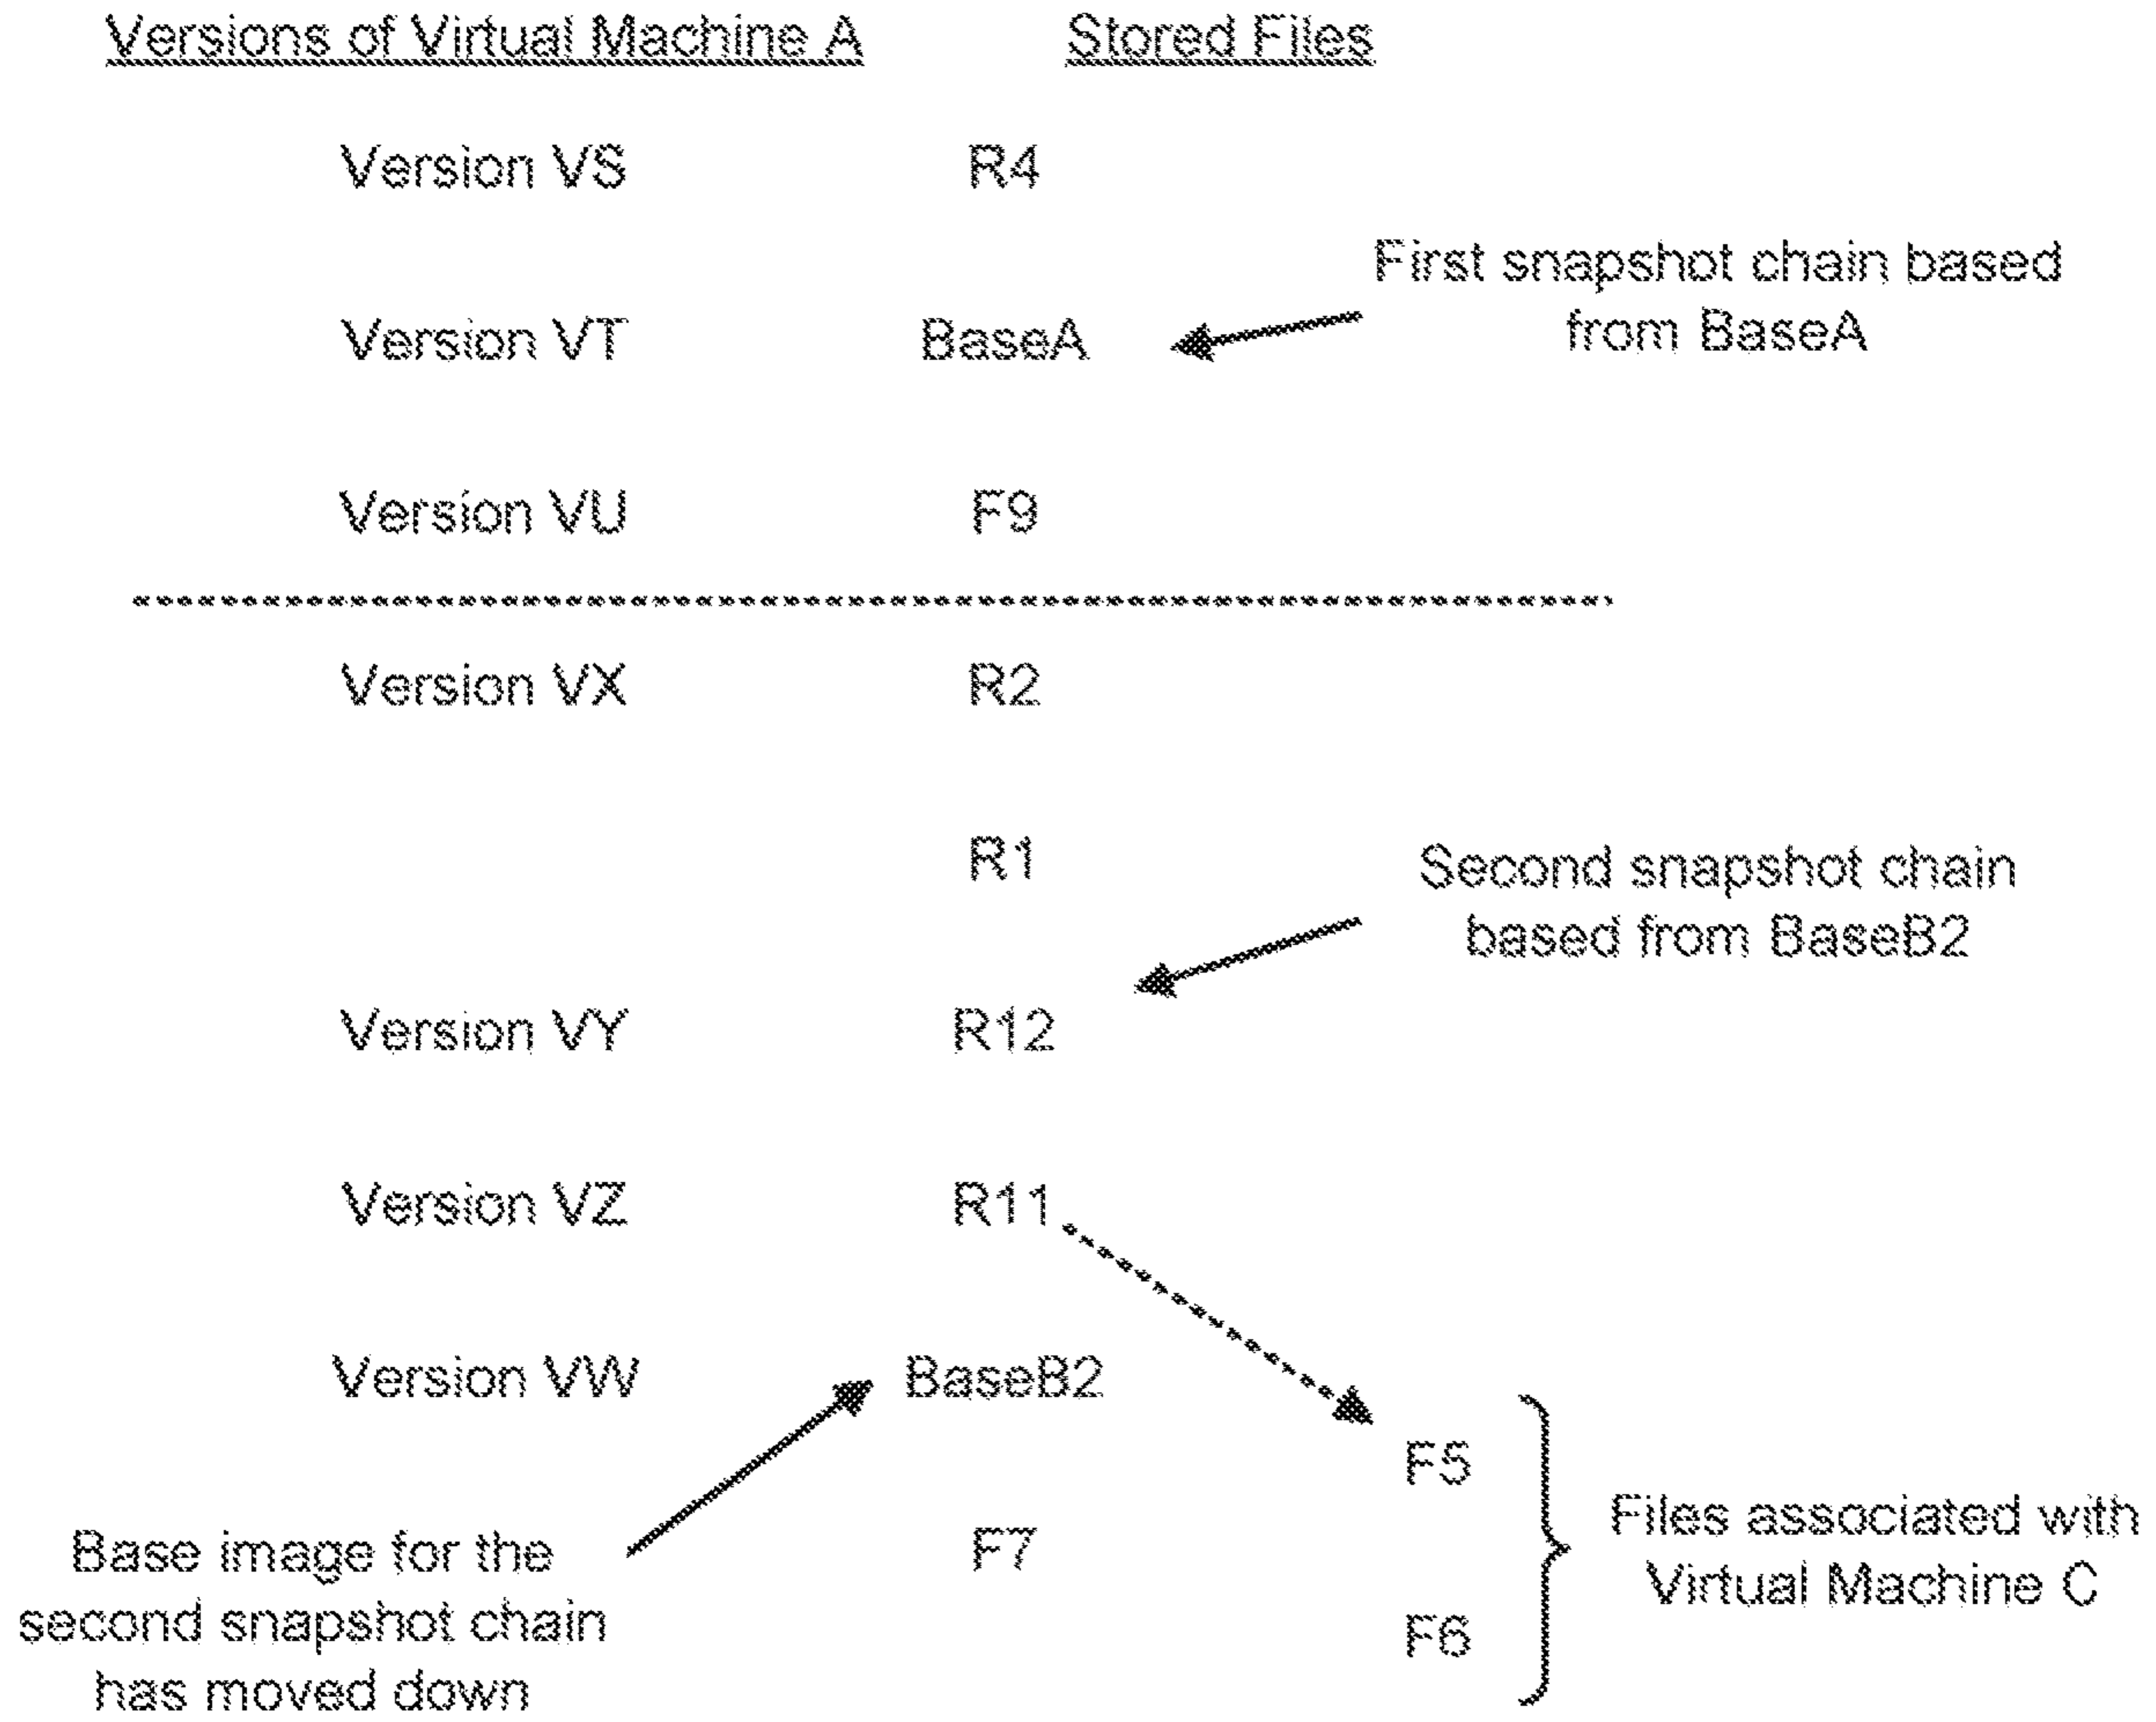 Versions of Virtual Machine A
Stored Files
Version VS
R4
First snapshot chain based
from BaseA
Version VT
BaseA
Version VU
F9
Version VX
R2
R1
Second snapshot chain
based from BaseB2
Version VY
R12
Version VZ
R11
Version VW
BaseB2
F5
Files associated with
Virtual Machine C
Base image for the
second snapshot chain
has moved down
F7
F6